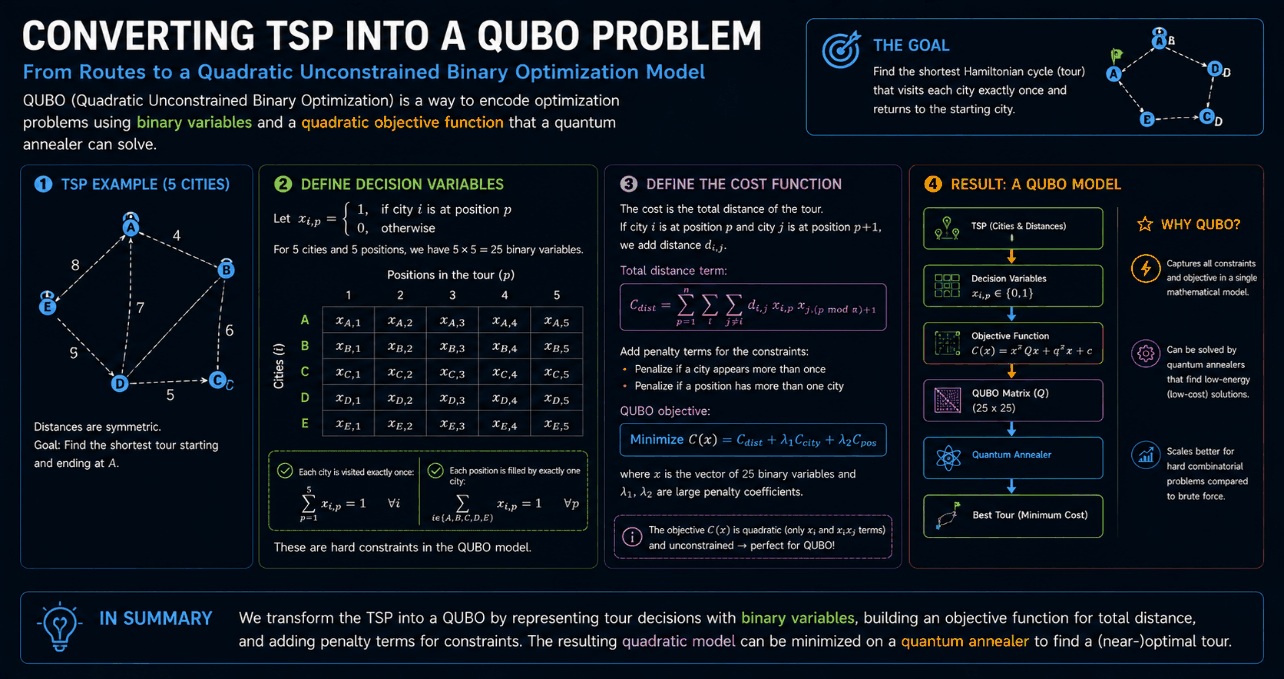 CONVERTING TSP INTO A QUBO PROBLEM
From Routes to a Quadratic Unconstrained Binary Optimization Model
QUBO (Quadratic Unconstrained Binary Optimization) is a way to encode optimization
problems using binary variables and a quadratic objective function that a quantum
annealer can solve.
THE GOAL
Find the shortest Hamiltonian cycle (tour)
that visits each city exactly once and
returns to the starting city.
A B
A
D D
E
C D
1 TSP EXAMPLE (5 CITIES)
A
4
8
B
7
E
6
9
D
5
C C
Distances are symmetric.
Goal: Find the shortest tour starting
and ending at A.
2 DEFINE DECISION VARIABLES
Let x_{i,p} = { 1, if city i is at position p
0, otherwise
For 5 cities and 5 positions, we have 5 × 5 = 25 binary variables.
Positions in the tour (p)
1 2 3 4 5
Cities (i)
A x_{A,1} x_{A,2} x_{A,3} x_{A,4} x_{A,5}
B x_{B,1} x_{B,2} x_{B,3} x_{B,4} x_{B,5}
C x_{C,1} x_{C,2} x_{C,3} x_{C,4} x_{C,5}
D x_{D,1} x_{D,2} x_{D,3} x_{D,4} x_{D,5}
E x_{E,1} x_{E,2} x_{E,3} x_{E,4} x_{E,5}
Each city is visited exactly once:
∑_{p=1}^{5} x_{i,p} = 1 ∀i
Each position is filled by exactly one
city:
∑_{i∈{A,B,C,D,E}} x_{i,p} = 1 ∀p
These are hard constraints in the QUBO model.
3 DEFINE THE COST FUNCTION
The cost is the total distance of the tour.
If city i is at position p and city j is at position p+1,
we add distance d_{i,j}.
Total distance term:
C_{dist} = ∑_{p=1}^{n} ∑_{i} ∑_{j≠i} d_{i,j} x_{i,p} x_{j,(p mod n)+1}
Add penalty terms for the constraints:
• Penalize if a city appears more than once
• Penalize if a position has more than one city
QUBO objective:
Minimize C(x) = C_{dist} + λ₁C_{city} + λ₂C_{pos}
where x is the vector of 25 binary variables and
λ₁, λ₂ are large penalty coefficients.
The objective C(x) is quadratic (only x_i and x_i x_j terms)
and unconstrained → perfect for QUBO!
4 RESULT: A QUBO MODEL
TSP (Cities & Distances)
Decision Variables
x_{i,p} ∈ {0,1}
Objective Function
C(x) = x² Qx + q² x + c
QUBO Matrix (Q)
(25 x 25)
Quantum Annealer
Best Tour (Minimum Cost)
WHY QUBO?
Captures all constraints
and objective in a single
mathematical model.
Can be solved by
quantum annealers
that find low-energy
(low-cost) solutions.
Scales better for
hard combinatorial
problems compared
to brute force.
IN SUMMARY
We transform the TSP into a QUBO by representing tour decisions with binary variables, building an objective function for total distance,
and adding penalty terms for constraints. The resulting quadratic model can be minimized on a quantum annealer to find a (near-)optimal tour.